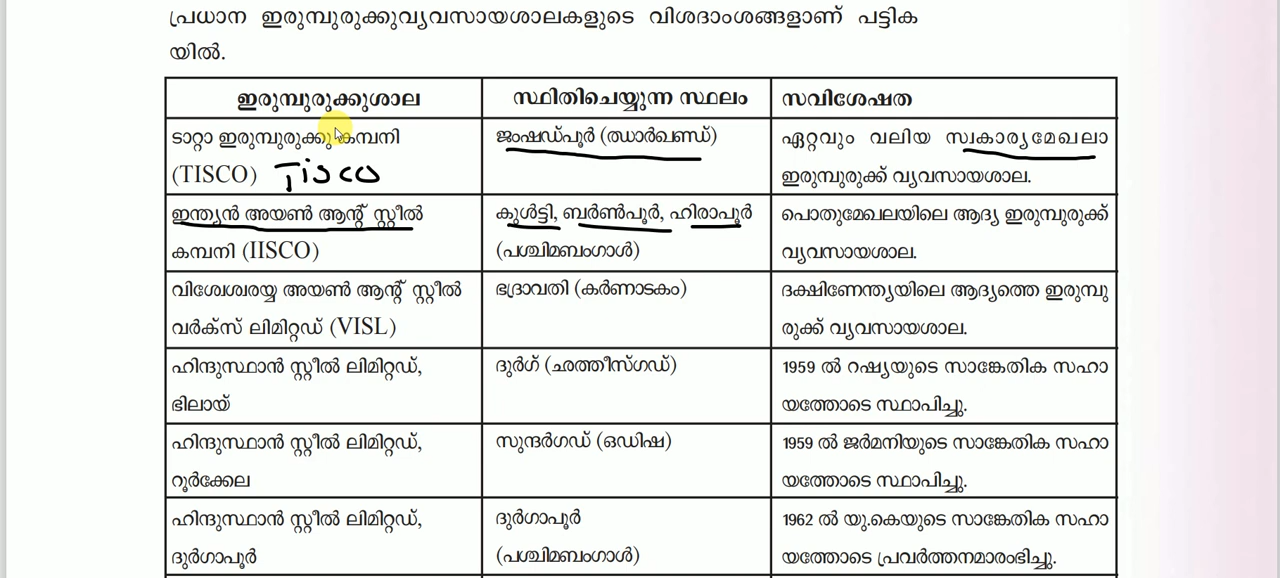 പ്രധാന ഇരുമ്പുരുക്കുവ്യവസായശാലകളുടെ വിശദാംശങ്ങളാണ് പട്ടിക
യിൽ.
ഇരുമ്പുരുക്കുശാല സ്ഥിതിചെയ്യുന്ന സ്ഥലം സവിശേഷത
ടാറ്റാ ഇരുമ്പുരുക്കു കമ്പനി ജംഷഡ്പൂർ (ഝാർഖണ്ഡ്) ഏറ്റവും വലിയ സ്വകാര്യമേഖലാ
(TISCO) TISCO ഇരുമ്പുരുക്ക് വ്യവസായശാല.
ഇന്ത്യൻ അയൺ ആന്റ് സ്റ്റീൽ കുൾട്ടി, ബർൺപൂർ, ഹിരാപൂർ പൊതുമേഖലയിലെ ആദ്യ ഇരുമ്പുരുക്ക്
കമ്പനി (IISCO) (പശ്ചിമബംഗാൾ) വ്യവസായശാല.
വിശ്വേശ്വരയ്യ അയൺ ആന്റ് സ്റ്റീൽ ഭദ്രാവതി (കർണാടകം) ദക്ഷിണേന്ത്യയിലെ ആദ്യത്തെ ഇരുമ്പു
വർക്സ് ലിമിറ്റഡ് (VISL) രുക്ക് വ്യവസായശാല.
ഹിന്ദുസ്ഥാൻ സ്റ്റീൽ ലിമിറ്റഡ്, ദുർഗ് (ഛത്തീസ്ഗഡ്) 1959 ൽ റഷ്യയുടെ സാങ്കേതിക സഹാ
ഭിലായ് യത്തോടെ സ്ഥാപിച്ചു.
ഹിന്ദുസ്ഥാൻ സ്റ്റീൽ ലിമിറ്റഡ്, സുന്ദർഗഡ് (ഒഡിഷ) 1959 ൽ ജർമനിയുടെ സാങ്കേതിക സഹാ
റൂർക്കേല യത്തോടെ സ്ഥാപിച്ചു.
ഹിന്ദുസ്ഥാൻ സ്റ്റീൽ ലിമിറ്റഡ്, ദുർഗാപൂർ 1962 ൽ യു.കെയുടെ സാങ്കേതിക സഹാ
ദുർഗാപൂർ (പശ്ചിമബംഗാൾ) യത്തോടെ പ്രവർത്തനമാരംഭിച്ചു.